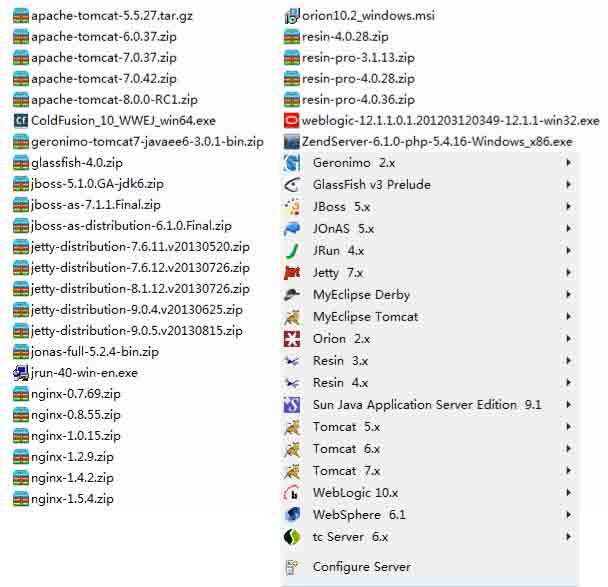 apache-tomcat-5.5.27.tar.gz
apache-tomcat-6.0.37.zip
apache-tomcat-7.0.37.zip
apache-tomcat-7.0.42.zip
apache-tomcat-8.0.0-RC1.zip
ColdFusion_10_WWEJ_win64.exe
geronimo-tomcat7-javaee6-3.0.1-bin.zip
glassfish-4.0.zip
jboss-5.1.0.GA-jdk6.zip
jboss-as-7.1.1.Final.zip
jboss-as-distribution-6.1.0.Final.zip
jetty-distribution-7.6.11.v20130520.zip
jetty-distribution-7.6.12.v20130726.zip
jetty-distribution-8.1.12.v20130726.zip
jetty-distribution-9.0.4.v20130625.zip
jetty-distribution-9.0.5.v20130815.zip
jonas-full-5.2.4-bin.zip
jrun-40-win-en.exe
nginx-0.7.69.zip
nginx-0.8.55.zip
nginx-1.0.15.zip
nginx-1.2.9.zip
nginx-1.4.2.zip
nginx-1.5.4.zip
orion10.2_windows.msi
resin-4.0.28.zip
resin-pro-3.1.13.zip
resin-pro-4.0.28.zip
resin-pro-4.0.36.zip
weblogic-12.1.1.0.1.201203120349-12.1.1-win32.exe
ZendServer-6.1.0-php-5.4.16-Windows_x86.exe
Geronimo 2.x
GlassFish v3 Prelude
JBoss 5.x
JOnAS 5.x
JRun 4.x
Jetty 7.x
MyEclipse Derby
MyEclipse Tomcat
Orion 2.x
Resin 3.x
Resin 4.x
Sun Java Application Server Edition 9.1
Tomcat 5.x
Tomcat 6.x
Tomcat 7.x
WebLogic 10.x
WebSphere 6.1
tc Server 6.x
Configure Server